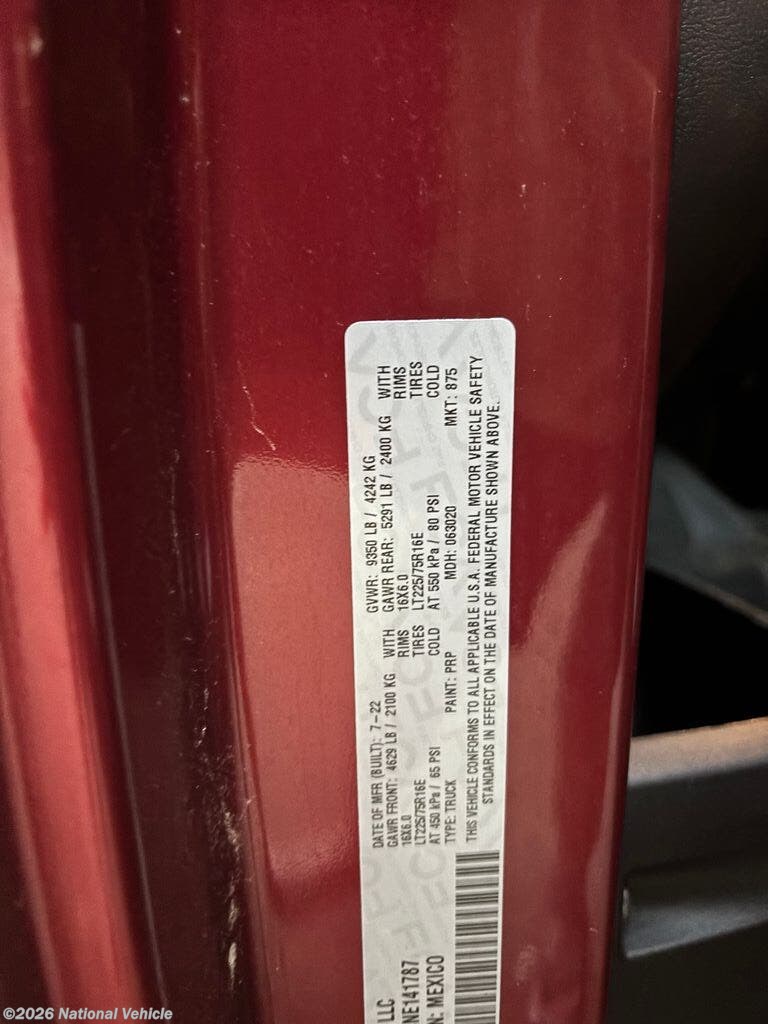 LLC
NE141787
N: MEXICO
DATE OF MFR (BUILT): 7-22 GVWR: 9350 LB / 4242 KG
GAWR FRONT: 4629 LB / 2100 KG WITH GAWR REAR: 5291 LB / 2400 KG WITH
16X6.0 RIMS 16X6.0 RIMS
LT225/75R16E TIRES LT225/75R16E TIRES
AT 450 kPa / 65 PSI COLD AT 550 kPa / 80 PSI COLD
TYPE: TRUCK PAINT: PRP MDH: 063020 MKT: 875
THIS VEHICLE CONFORMS TO ALL APPLICABLE U.S.A. FEDERAL MOTOR VEHICLE SAFETY
STANDARDS IN EFFECT ON THE DATE OF MANUFACTURE SHOWN ABOVE.
©2026 National Vehicle